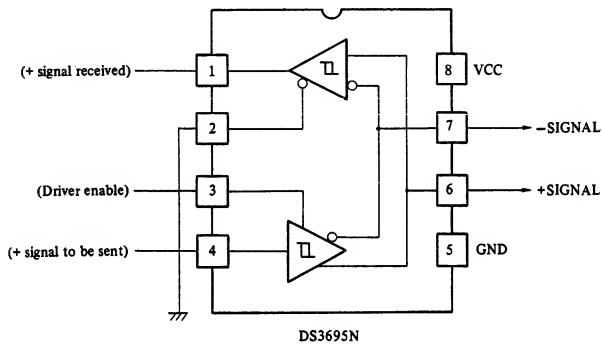 (+ signal received)
1
8
VCC
2
7
−SIGNAL
(Driver enable)
3
6
+SIGNAL
(+ signal to be sent)
4
5
GND
DS3695N